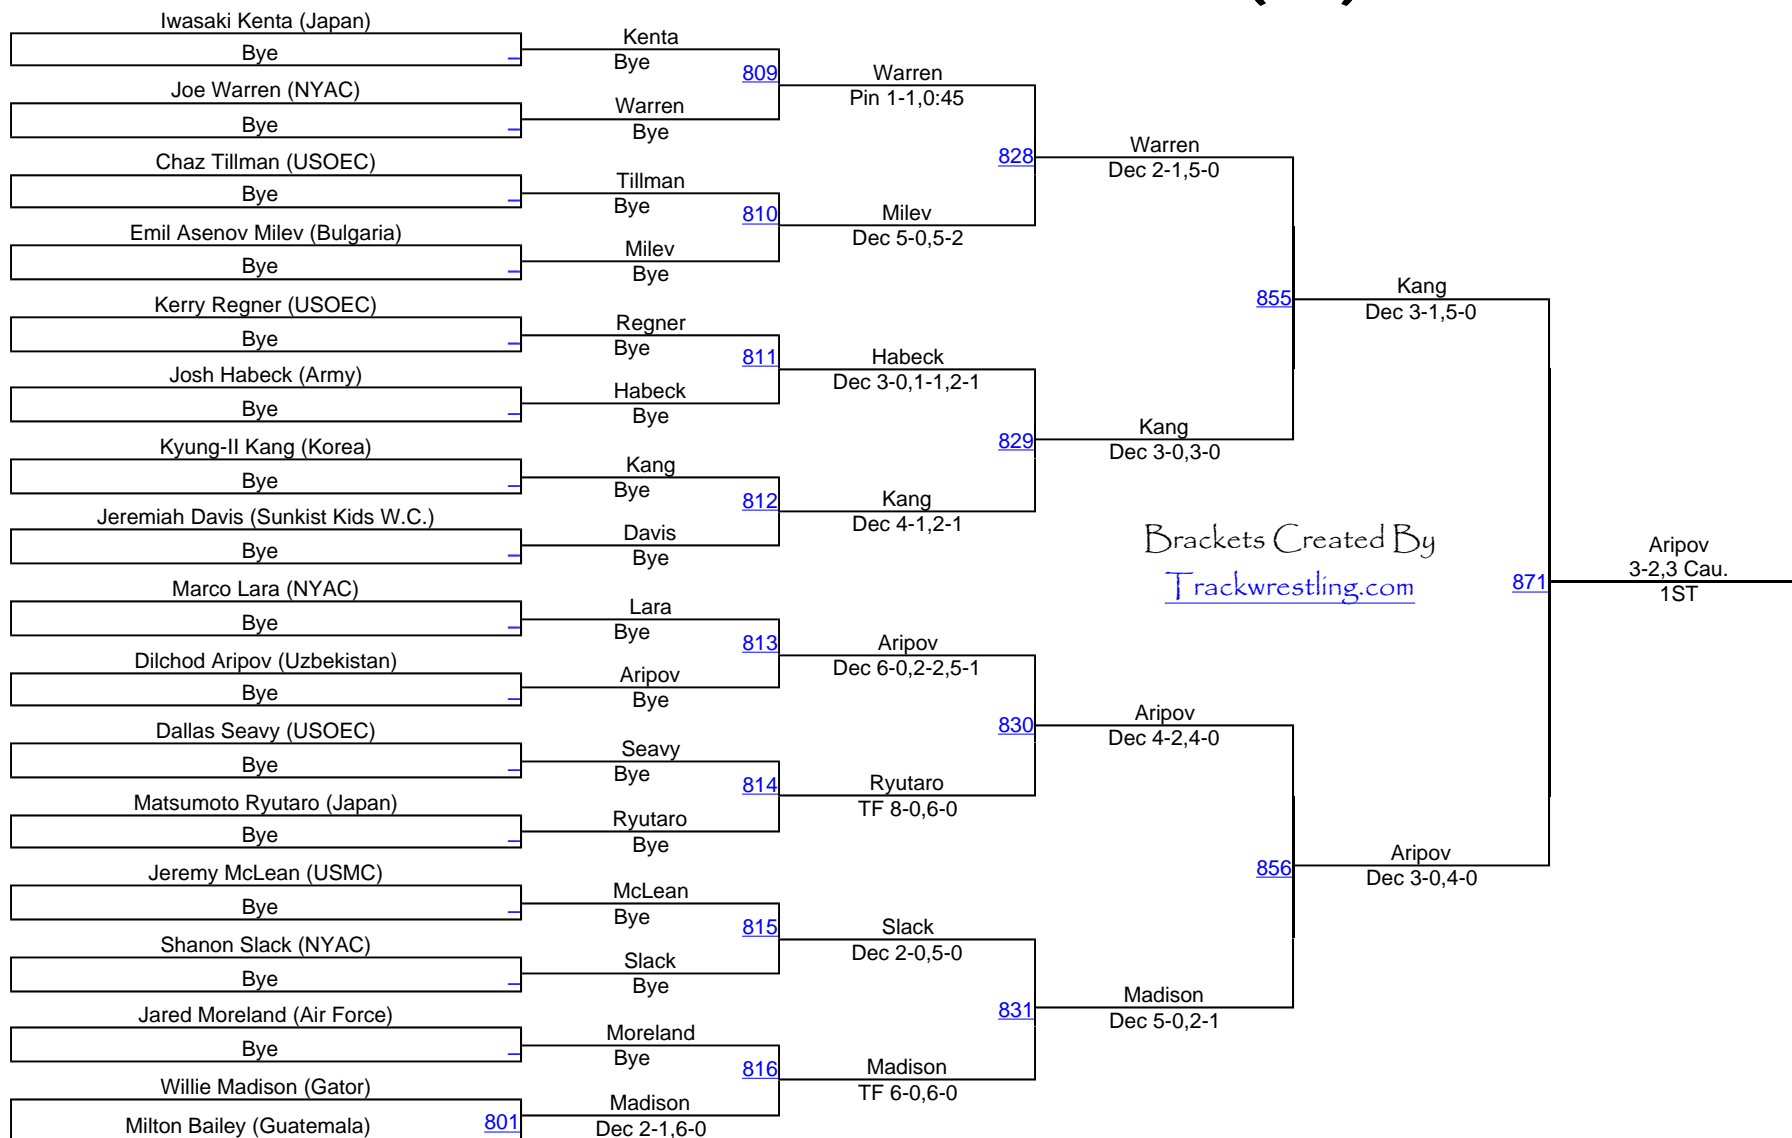 Iwasaki Kenta (Japan)
Bye
Joe Warren (NYAC)
Bye
Chaz Tillman (USOEC)
Bye
Emil Asenov Milev (Bulgaria)
Bye
Kerry Regner (USOEC)
Bye
Josh Habeck (Army)
Bye
Kyung-Il Kang (Korea)
Bye
Jeremiah Davis (Sunkist Kids W.C.)
Bye
Marco Lara (NYAC)
Bye
Dilchod Aripov (Uzbekistan)
Bye
Dallas Seavy (USOEC)
Bye
Matsumoto Ryutaro (Japan)
Bye
Jeremy McLean (USMC)
Bye
Shanon Slack (NYAC)
Bye
Jared Moreland (Air Force)
Bye
Willie Madison (Gator)
Milton Bailey (Guatemala)
801
Kenta
Bye
809
Warren
Bye
Tillman
Bye
810
Milev
Bye
Regner
Bye
811
Habeck
Bye
Kang
Bye
812
Davis
Bye
Lara
Bye
813
Aripov
Bye
Seavy
Bye
814
Ryutaro
Bye
McLean
Bye
815
Slack
Bye
Moreland
Bye
816
Madison
Dec 2-1,6-0
Warren
Pin 1-1,0:45
828
Milev
Dec 5-0,5-2
Habeck
Dec 3-0,1-1,2-1
829
Kang
Dec 4-1,2-1
Aripov
Dec 6-0,2-2,5-1
830
Ryutaro
TF 8-0,6-0
Slack
Dec 2-0,5-0
831
Madison
TF 6-0,6-0
Warren
Dec 2-1,5-0
855
Kang
Dec 3-0,3-0
Brackets Created By
Trackwrestling.com
Aripov
Dec 4-2,4-0
856
Madison
Dec 5-0,2-1
Kang
Dec 3-1,5-0
871
Aripov
Dec 3-0,4-0
Aripov
3-2,3 Cau.
1ST